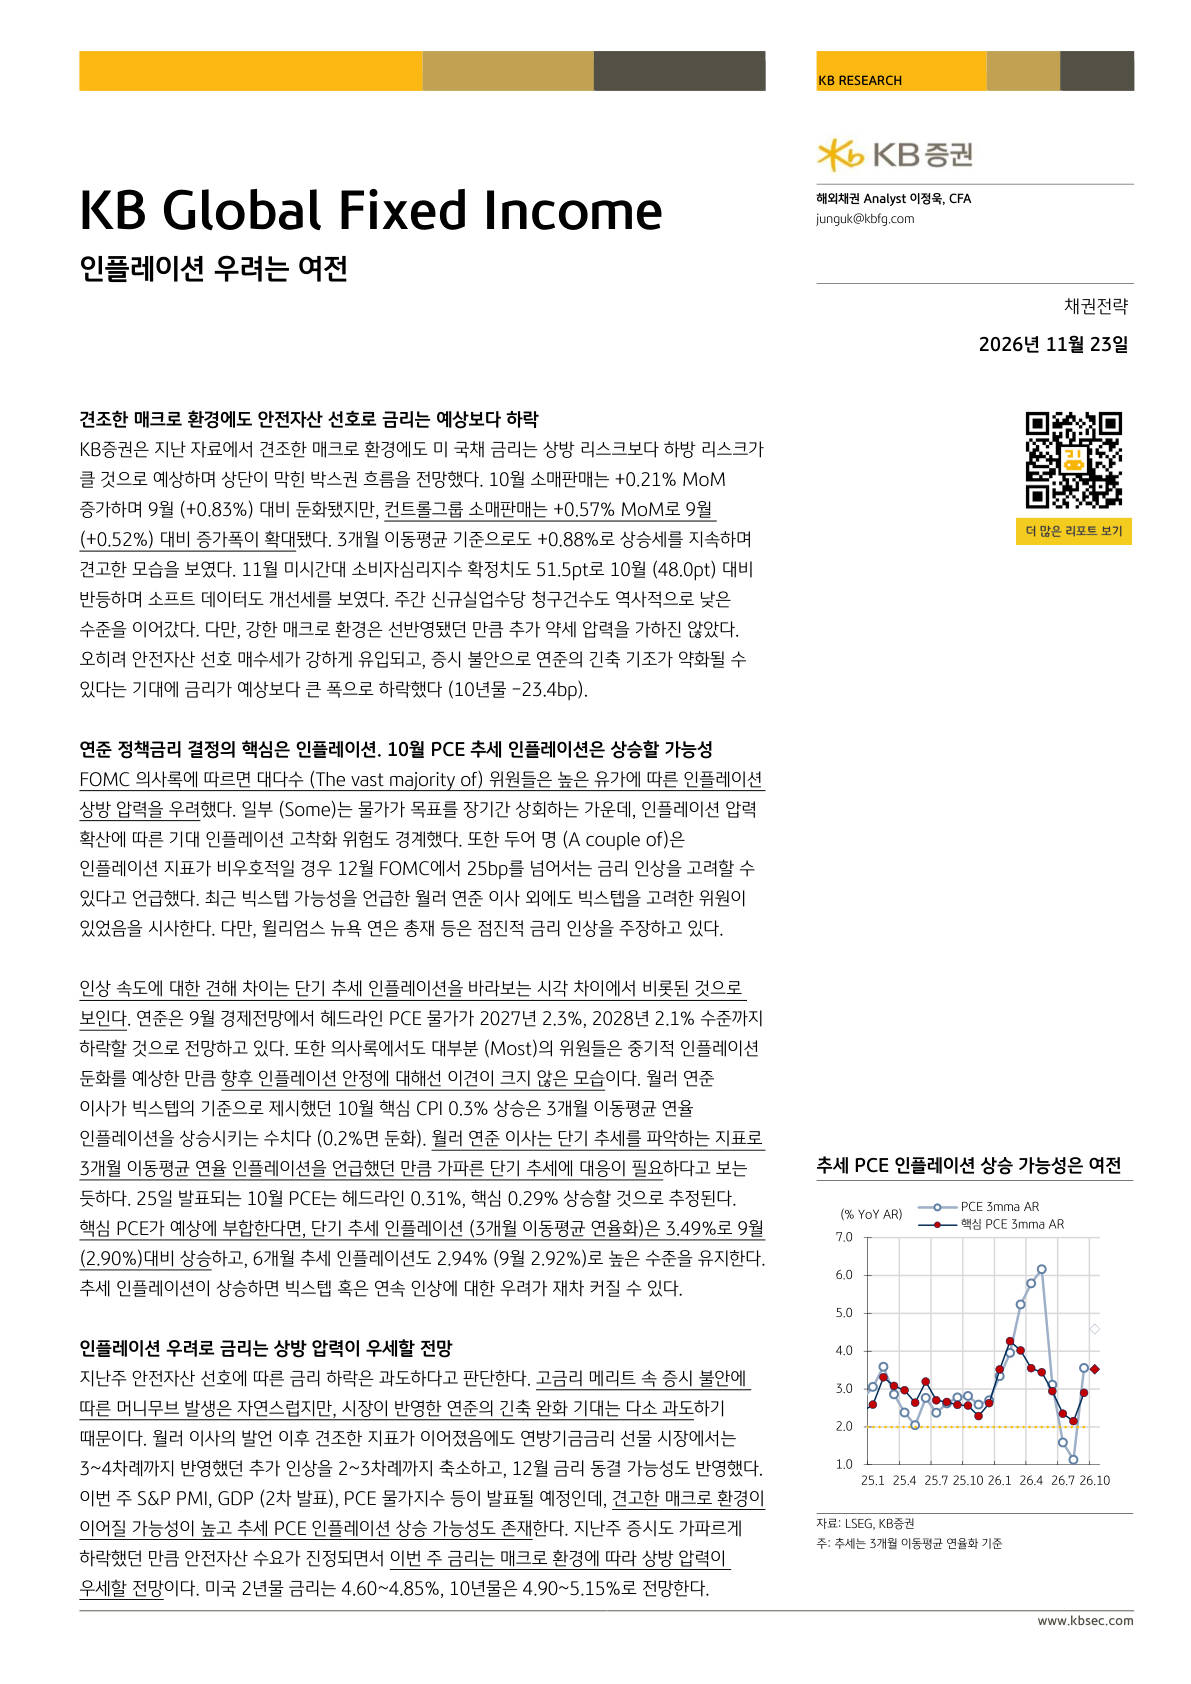 KB RESEARCH
KB증권
KB Global Fixed Income
인플레이션 우려는 여전
해외채권 Analyst 이정욱, CFA
junguk@kbfg.com
채권전략
2026년 11월 23일
더 많은 리포트 보기
견조한 매크로 환경에도 안전자산 선호로 금리는 예상보다 하락
KB증권은 지난 자료에서 견조한 매크로 환경에도 미 국채 금리는 상방 리스크보다 하방 리스크가
클 것으로 예상하며 상단이 막힌 박스권 흐름을 전망했다. 10월 소매판매는 +0.21% MoM
증가하며 9월 (+0.83%) 대비 둔화됐지만, 컨트롤그룹 소매판매는 +0.57% MoM로 9월
(+0.52%) 대비 증가폭이 확대됐다. 3개월 이동평균 기준으로도 +0.88%로 상승세를 지속하며
견고한 모습을 보였다. 11월 미시간대 소비자심리지수 확정치도 51.5pt로 10월 (48.0pt) 대비
반등하며 소프트 데이터도 개선세를 보였다. 주간 신규실업수당 청구건수도 역사적으로 낮은
수준을 이어갔다. 다만, 강한 매크로 환경은 선반영됐던 만큼 추가 약세 압력을 가하진 않았다.
오히려 안전자산 선호 매수세가 강하게 유입되고, 증시 불안으로 연준의 긴축 기조가 약화될 수
있다는 기대에 금리가 예상보다 큰 폭으로 하락했다 (10년물 -23.4bp).
연준 정책금리 결정의 핵심은 인플레이션. 10월 PCE 추세 인플레이션은 상승할 가능성
FOMC 의사록에 따르면 대다수 (The vast majority of) 위원들은 높은 유가에 따른 인플레이션
상방 압력을 우려했다. 일부 (Some)는 물가가 목표를 장기간 상회하는 가운데, 인플레이션 압력
확산에 따른 기대 인플레이션 고착화 위험도 경계했다. 또한 두어 명 (A couple of)은
인플레이션 지표가 비우호적일 경우 12월 FOMC에서 25bp를 넘어서는 금리 인상을 고려할 수
있다고 언급했다. 최근 빅스텝 가능성을 언급한 월러 연준 이사 외에도 빅스텝을 고려한 위원이
있었음을 시사한다. 다만, 윌리엄스 뉴욕 연은 총재 등은 점진적 금리 인상을 주장하고 있다.
인상 속도에 대한 견해 차이는 단기 추세 인플레이션을 바라보는 시각 차이에서 비롯된 것으로
보인다. 연준은 9월 경제전망에서 헤드라인 PCE 물가가 2027년 2.3%, 2028년 2.1% 수준까지
하락할 것으로 전망하고 있다. 또한 의사록에서도 대부분 (Most)의 위원들은 중기적 인플레이션
둔화를 예상한 만큼 향후 인플레이션 안정에 대해선 이견이 크지 않은 모습이다. 월러 연준
이사가 빅스텝의 기준으로 제시했던 10월 핵심 CPI 0.3% 상승은 3개월 이동평균 연율
인플레이션을 상승시키는 수치다 (0.2%면 둔화). 월러 연준 이사는 단기 추세를 파악하는 지표로
3개월 이동평균 연율 인플레이션을 언급했던 만큼 가파른 단기 추세에 대응이 필요하다고 보는
듯하다. 25일 발표되는 10월 PCE는 헤드라인 0.31%, 핵심 0.29% 상승할 것으로 추정된다.
핵심 PCE가 예상에 부합한다면, 단기 추세 인플레이션 (3개월 이동평균 연율화)은 3.49%로 9월
(2.90%)대비 상승하고, 6개월 추세 인플레이션도 2.94% (9월 2.92%)로 높은 수준을 유지한다.
추세 인플레이션이 상승하면 빅스텝 혹은 연속 인상에 대한 우려가 재차 커질 수 있다.
인플레이션 우려로 금리는 상방 압력이 우세할 전망
지난주 안전자산 선호에 따른 금리 하락은 과도하다고 판단한다. 고금리 메리트 속 증시 불안에
따른 머니무브 발생은 자연스럽지만, 시장이 반영한 연준의 긴축 완화 기대는 다소 과도하기
때문이다. 월러 이사의 발언 이후 견조한 지표가 이어졌음에도 연방기금금리 선물 시장에서는
3~4차례까지 반영했던 추가 인상을 2~3차례까지 축소하고, 12월 금리 동결 가능성도 반영했다.
이번 주 S&P PMI, GDP (2차 발표), PCE 물가지수 등이 발표될 예정인데, 견고한 매크로 환경이
이어질 가능성이 높고 추세 PCE 인플레이션 상승 가능성도 존재한다. 지난주 증시도 가파르게
하락했던 만큼 안전자산 수요가 진정되면서 이번 주 금리는 매크로 환경에 따라 상방 압력이
우세할 전망이다. 미국 2년물 금리는 4.60~4.85%, 10년물은 4.90~5.15%로 전망한다.
추세 PCE 인플레이션 상승 가능성은 여전
(% YoY AR)
PCE 3mma AR
핵심 PCE 3mma AR
7.0
6.0
5.0
4.0
3.0
2.0
1.0
25.1 25.4 25.7 25.10 26.1 26.4 26.7 26.10
자료: LSEG, KB증권
주: 추세는 3개월 이동평균 연율화 기준
www.kbsec.com